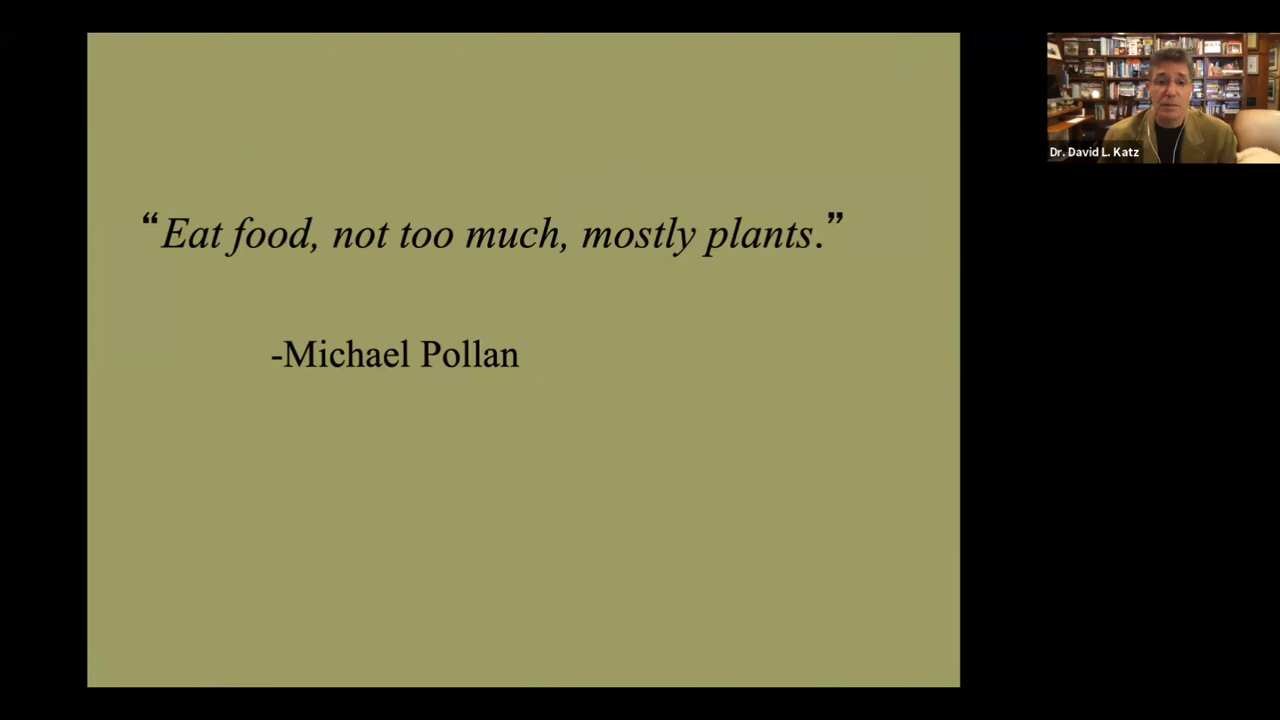 “Eat food, not too much, mostly plants.”
-Michael Pollan
Dr. David L. Katz